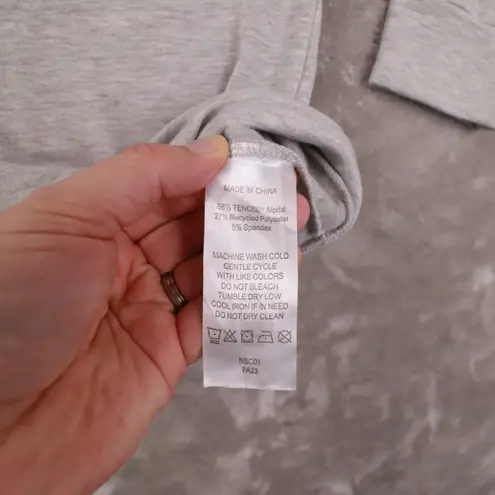 MADE IN CHINA
68% TENCEL™ Modal
27% Recycled Polyester
5% Spandex
MACHINE WASH COLD
GENTLE CYCLE
WITH LIKE COLORS
DO NOT BLEACH
TUMBLE DRY LOW
COOL IRON IF IN NEED
DO NOT DRY CLEAN
NSC01
FA23